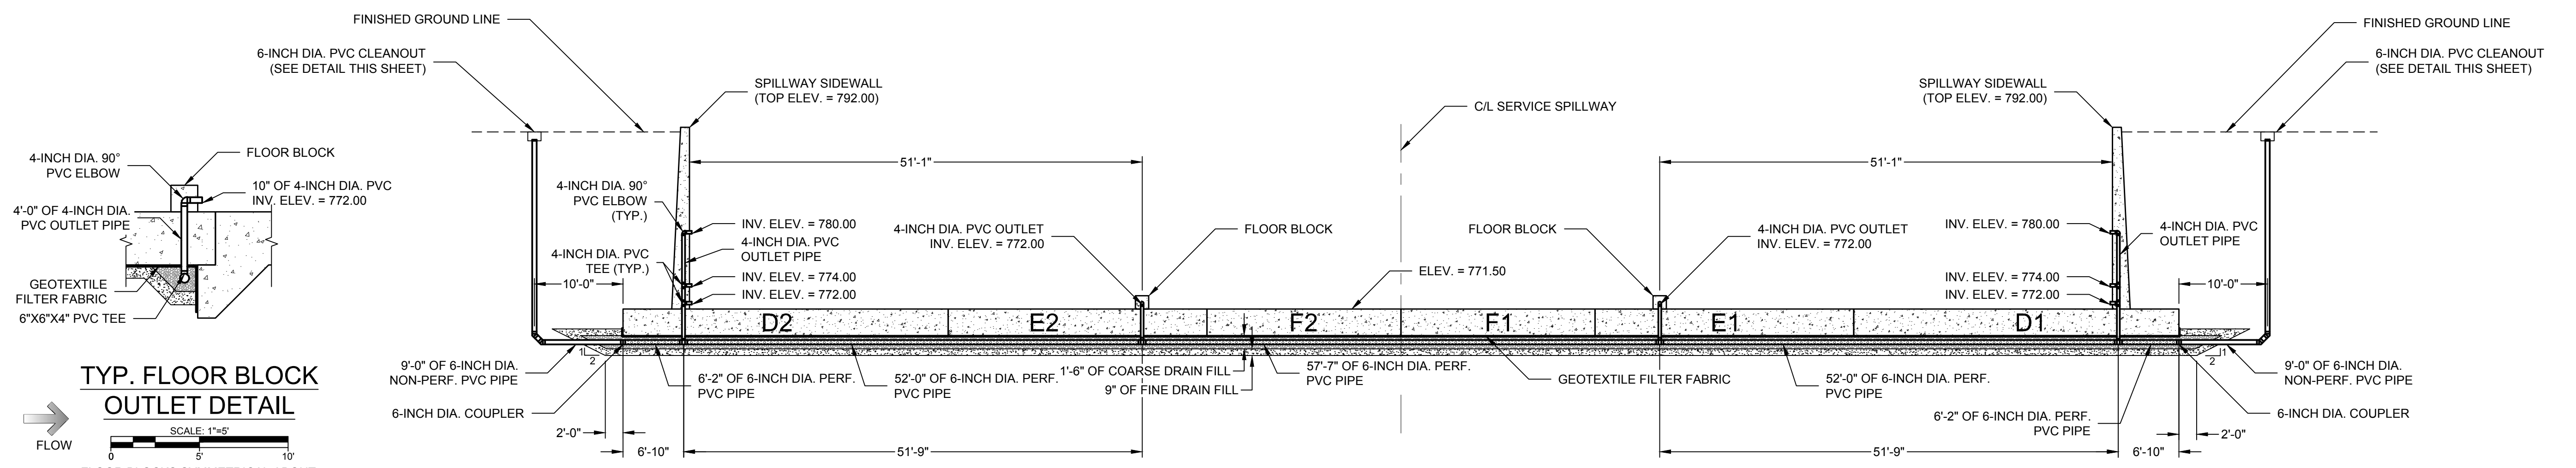 FINISHED GROUND LINE
6-INCH DIA. PVC CLEANOUT
(SEE DETAIL THIS SHEET)
SPILLWAY SIDEWALL
(TOP ELEV. = 792.00)
C/L SERVICE SPILLWAY
SPILLWAY SIDEWALL
(TOP ELEV. = 792.00)
FINISHED GROUND LINE
6-INCH DIA. PVC CLEANOUT
(SEE DETAIL THIS SHEET)
4-INCH DIA. 90°
PVC ELBOW
FLOOR BLOCK
10" OF 4-INCH DIA. PVC
INV. ELEV. = 772.00
4'-0" OF 4-INCH DIA.
PVC OUTLET PIPE
GEOTEXTILE
FILTER FABRIC
6"X6"X4" PVC TEE
TYP. FLOOR BLOCK
OUTLET DETAIL
SCALE: 1"=5'
0 5' 10'
FLOW
51'-1"
51'-1"
4-INCH DIA. 90°
PVC ELBOW
(TYP.)
4-INCH DIA. PVC
TEE (TYP.)
10'-0"
INV. ELEV. = 780.00
4-INCH DIA. PVC
OUTLET PIPE
INV. ELEV. = 774.00
INV. ELEV. = 772.00
4-INCH DIA. PVC OUTLET
INV. ELEV. = 772.00
FLOOR BLOCK
ELEV. = 771.50
FLOOR BLOCK
4-INCH DIA. PVC OUTLET
INV. ELEV. = 772.00
INV. ELEV. = 780.00
4-INCH DIA. PVC
OUTLET PIPE
INV. ELEV. = 774.00
INV. ELEV. = 772.00
10'-0"
D2 E2 F2 F1 E1 D1
1
2
9'-0" OF 6-INCH DIA.
NON-PERF. PVC PIPE
6-INCH DIA. COUPLER
6'-2" OF 6-INCH DIA. PERF.
PVC PIPE
52'-0" OF 6-INCH DIA. PERF.
PVC PIPE
1'-6" OF COARSE DRAIN FILL
9" OF FINE DRAIN FILL
57'-7" OF 6-INCH DIA. PERF.
PVC PIPE
GEOTEXTILE FILTER FABRIC
52'-0" OF 6-INCH DIA. PERF.
PVC PIPE
6'-2" OF 6-INCH DIA. PERF.
PVC PIPE
1
2
9'-0" OF 6-INCH DIA.
NON-PERF. PVC PIPE
6-INCH DIA. COUPLER
2'-0"
6'-10"
51'-9"
51'-9"
6'-10"
2'-0"